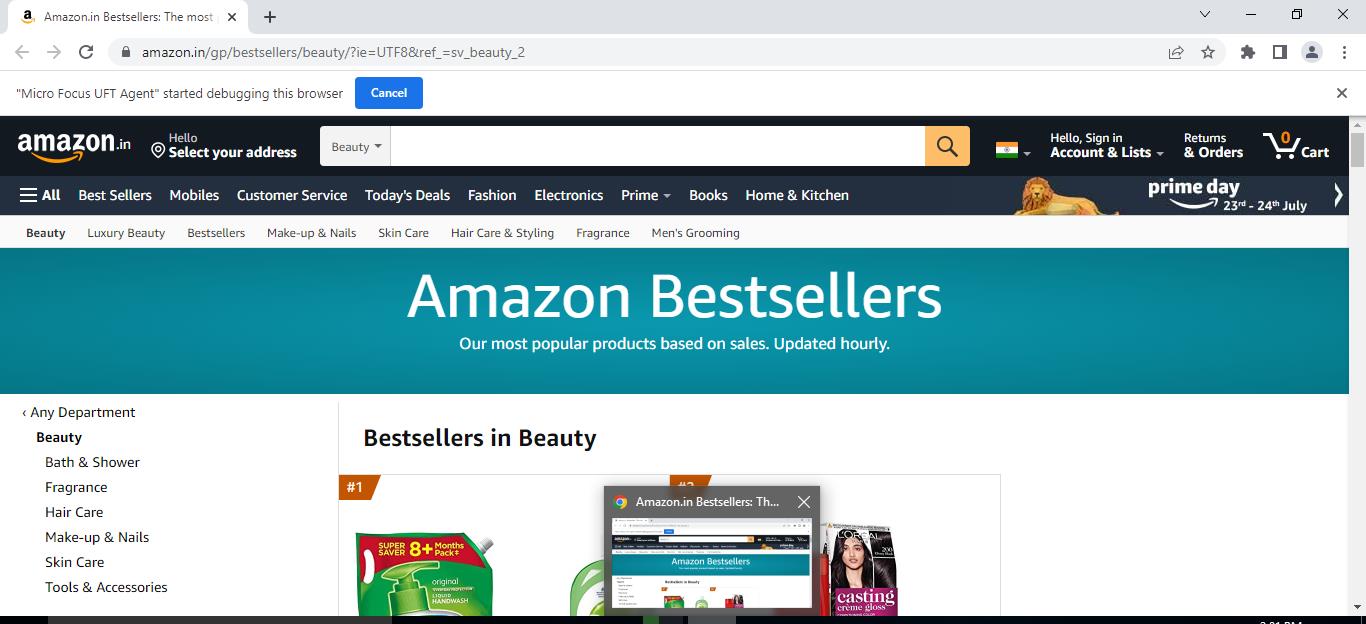 Amazon.in Bestsellers: The most
amazon.in/gp/bestsellers/beauty/?ie=UTF8&ref_=sv_beauty_2
"Micro Focus UFT Agent" started debugging this browser
Cancel
amazon.in
Hello
Select your address
Beauty
Hello, Sign in
Account & Lists
Returns
& Orders
0
Cart
All Best Sellers Mobiles Customer Service Today's Deals Fashion Electronics Prime Books Home & Kitchen
prime day
23rd - 24th July
Beauty Luxury Beauty Bestsellers Make-up & Nails Skin Care Hair Care & Styling Fragrance Men's Grooming
Amazon Bestsellers
Our most popular products based on sales. Updated hourly.
‹ Any Department
Beauty
Bath & Shower
Fragrance
Hair Care
Make-up & Nails
Skin Care
Tools & Accessories
Bestsellers in Beauty
#1
SUPER SAVER 8+ Months Pack‡
original
LIQUID HANDWASH
Amazon.in Bestsellers: Th...
Amazon Bestsellers
Bestsellers in Beauty
L'ORÉAL
200
casting
crème gloss